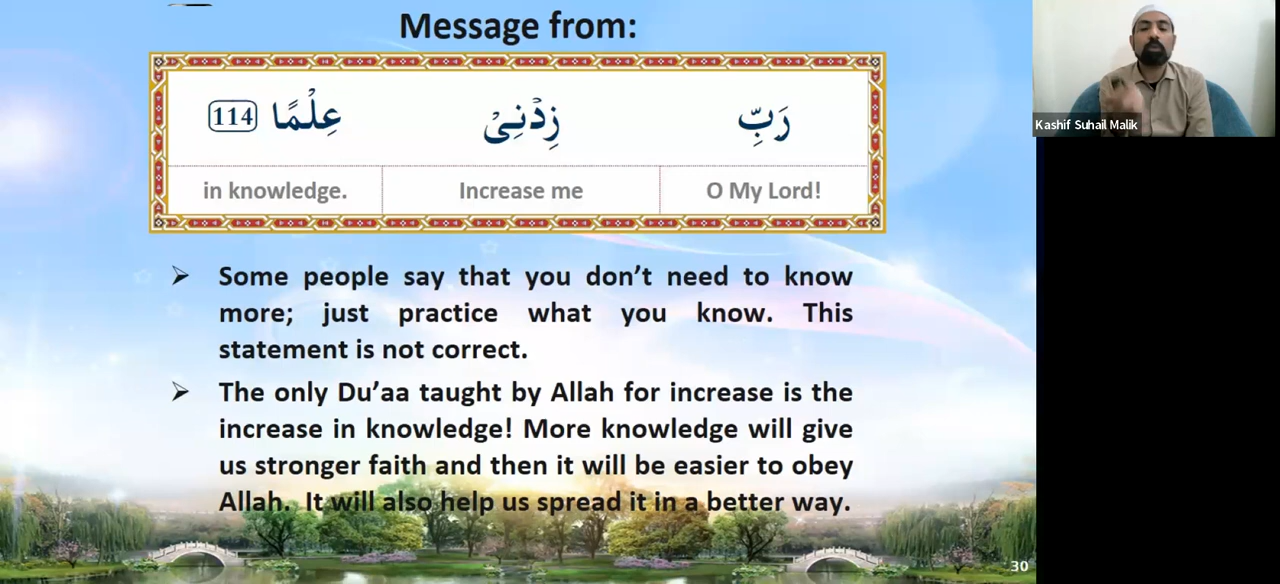 Message from:
رَبِّ زِدْنِیْ عِلْمًا 114
O My Lord! Increase me in knowledge.
Kashif Suhail Malik
➢ Some people say that you don’t need to know
more; just practice what you know. This
statement is not correct.
➢ The only Du’aa taught by Allah for increase is the
increase in knowledge! More knowledge will give
us stronger faith and then it will be easier to obey
Allah. It will also help us spread it in a better way.
30